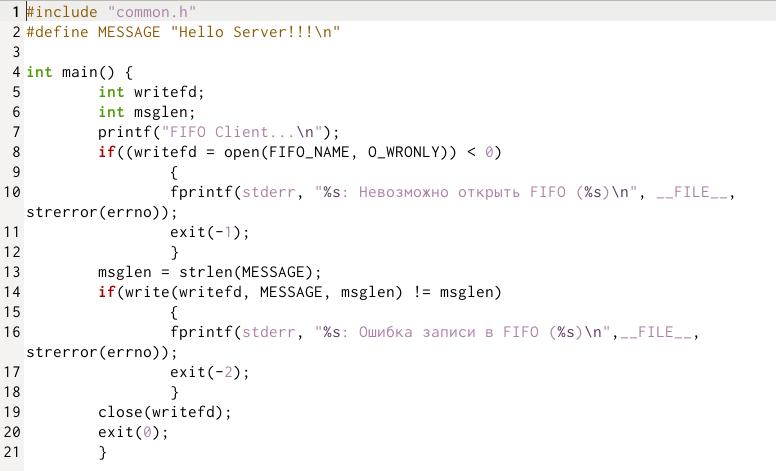 1 #include "common.h"
2 #define MESSAGE "Hello Server!!!\n"
3
4 int main() {
5 int writefd;
6 int msglen;
7 printf("FIFO Client...\n");
8 if((writefd = open(FIFO_NAME, O_WRONLY)) < 0)
9 {
10 fprintf(stderr, "%s: Невозможно открыть FIFO (%s)\n", __FILE__,
strerror(errno));
11 exit(-1);
12 }
13 msglen = strlen(MESSAGE);
14 if(write(writefd, MESSAGE, msglen) != msglen)
15 {
16 fprintf(stderr, "%s: Ошибка записи в FIFO (%s)\n",__FILE__,
strerror(errno));
17 exit(-2);
18 }
19 close(writefd);
20 exit(0);
21 }